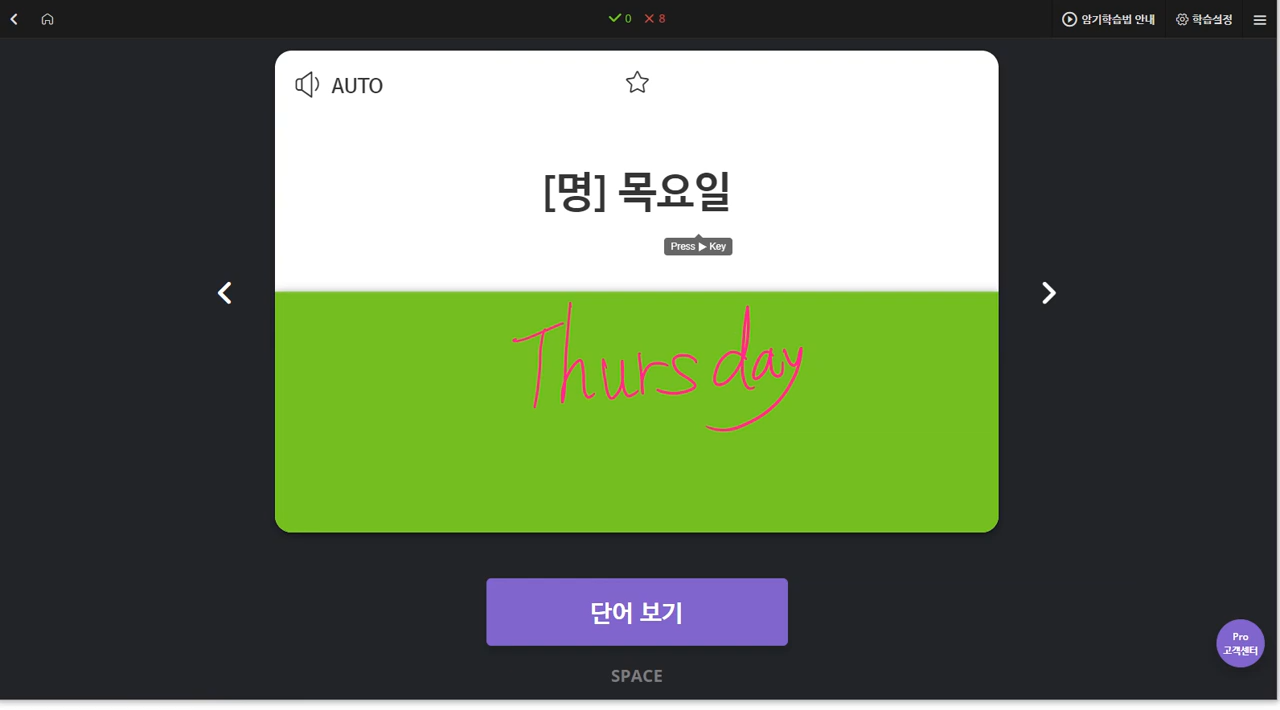 0 8 암기학습법 안내 학습설정
AUTO
[명] 목요일
Press ▶ Key
Thursday
단어 보기
Pro
고객센터
SPACE